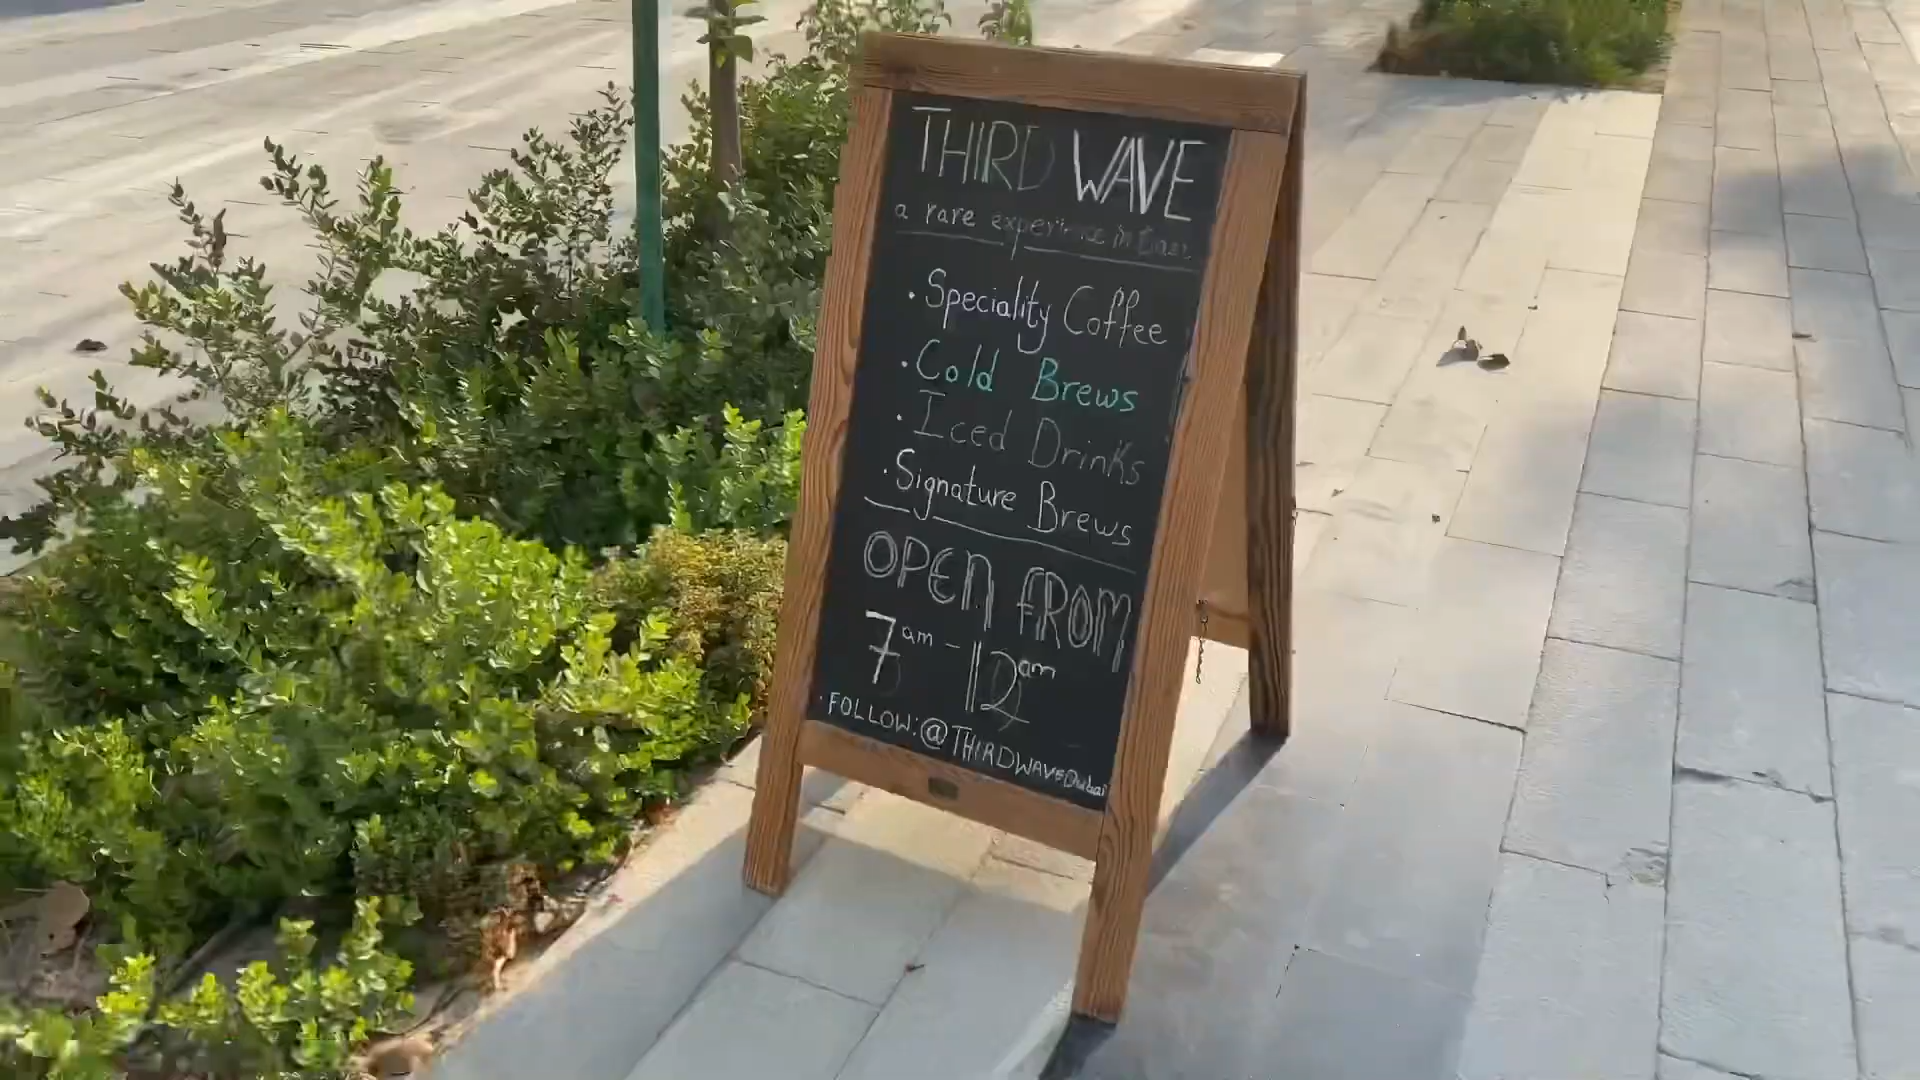 THIRD WAVE
a rare experience in
• Speciality Coffee
• Cold Brews
• Iced Drinks
• Signature Brews
OPEN FROM
7am - 12am
• FOLLOW: @THIRDWAVEDubai